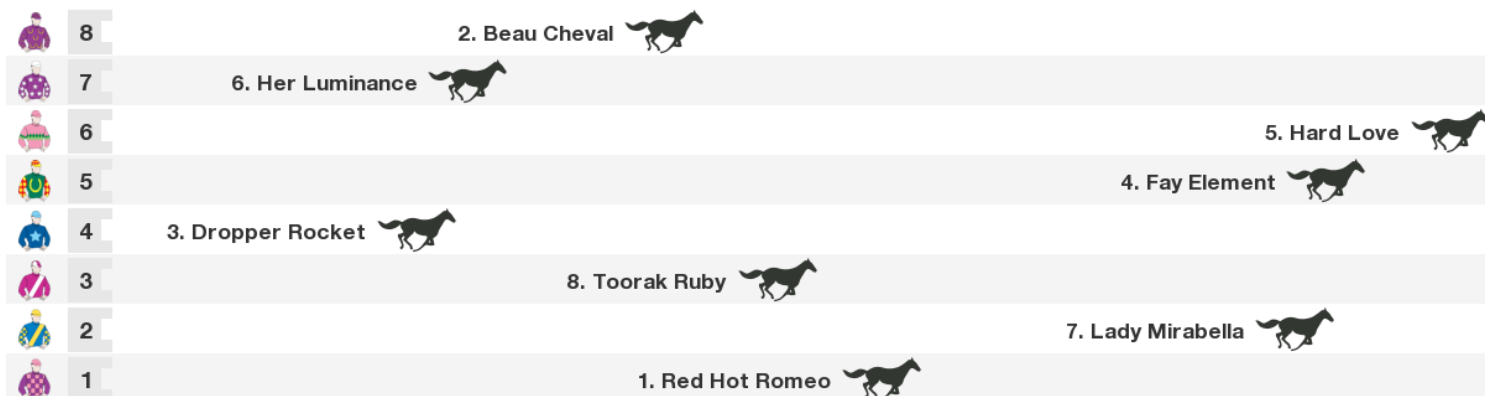 8 2. Beau Cheval
7 6. Her Luminance
6 5. Hard Love
5 4. Fay Element
4 3. Dropper Rocket
3 8. Toorak Ruby
2 7. Lady Mirabella
1 1. Red Hot Romeo